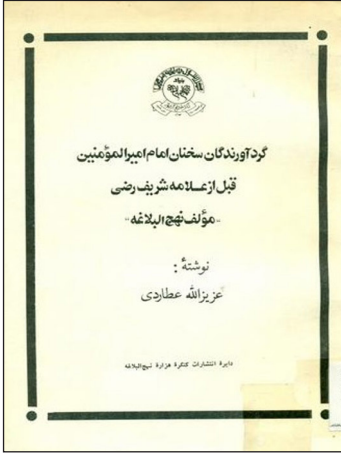 گردآورندگان سخنان امام امیرالمؤمنین
قبل از علامه شریف رضی
"مؤلف نهج البلاغه"
نوشتهٔ :
عزیزالله عطاردی
دایرهٔ انتشارات کنگرهٔ هزارهٔ نهج‌البلاغه